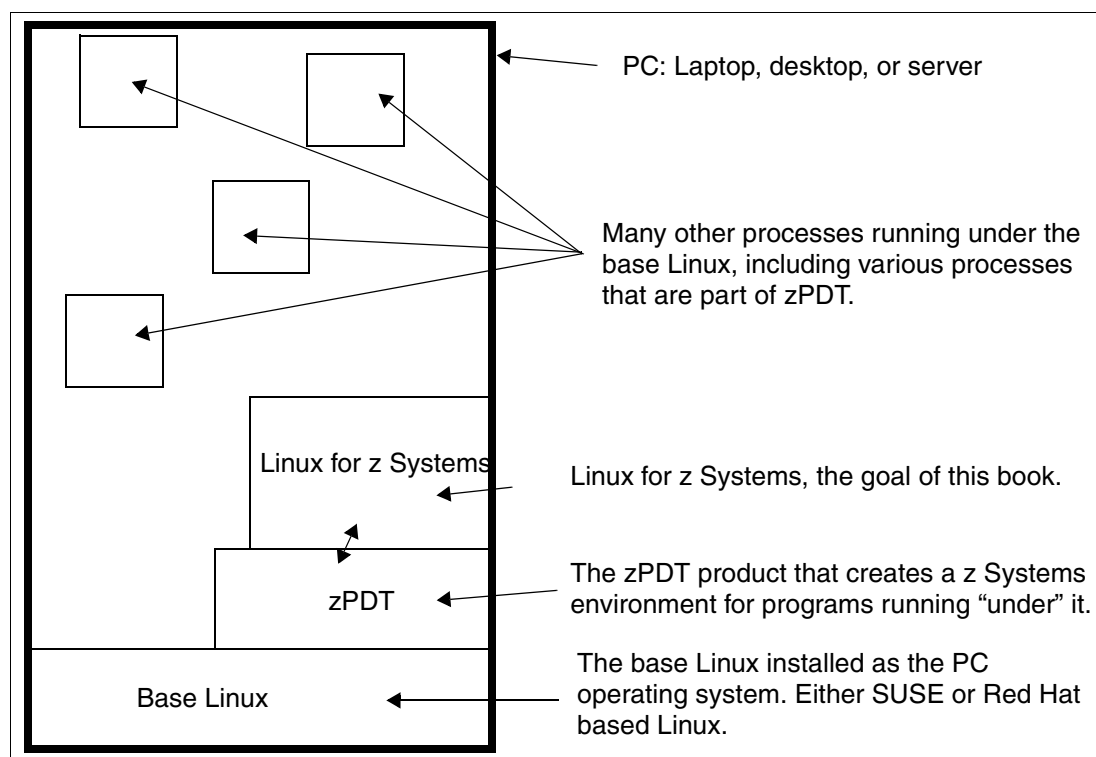 PC: Laptop, desktop, or server
Many other processes running under the
base Linux, including various processes
that are part of zPDT.
Linux for z Systems
Linux for z Systems, the goal of this book.
zPDT
The zPDT product that creates a z Systems
environment for programs running “under” it.
Base Linux
The base Linux installed as the PC
operating system. Either SUSE or Red Hat
based Linux.